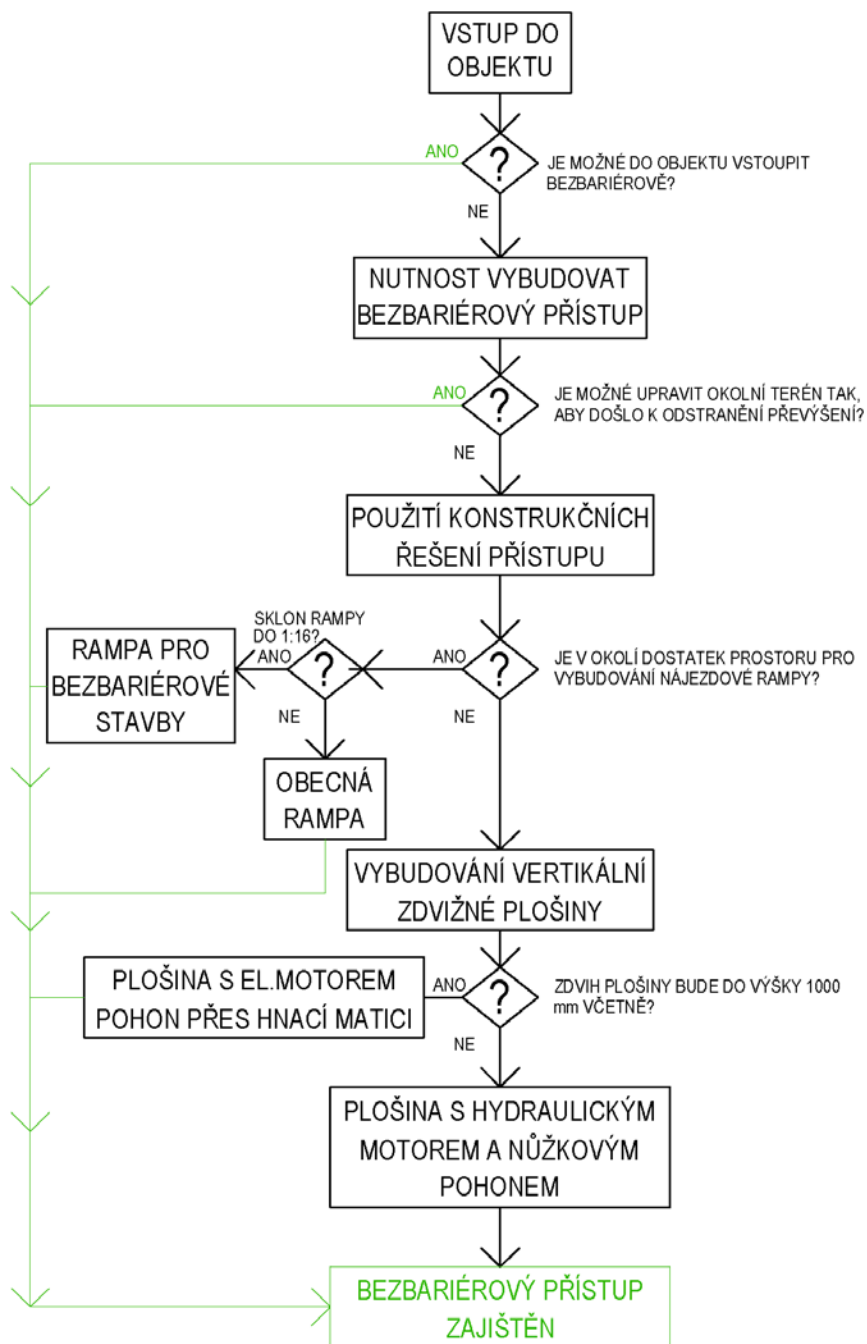 VSTUP DO
OBJEKTU
ANO
?
JE MOŽNÉ DO OBJEKTU VSTOUPIT
BEZBARIÉROVĚ?
NE
NUTNOST VYBUDOVAT
BEZBARIÉROVÝ PŘÍSTUP
ANO
?
JE MOŽNÉ UPRAVIT OKOLNÍ TERÉN TAK,
ABY DOŠLO K ODSTRANĚNÍ PŘEVÝŠENÍ?
NE
POUŽITÍ KONSTRUKČNÍCH
ŘEŠENÍ PŘÍSTUPU
SKLON RAMPY
DO 1:16?
ANO
?
ANO
?
JE V OKOLÍ DOSTATEK PROSTORU PRO
VYBUDOVÁNÍ NÁJEZDOVÉ RAMPY?
RAMPA PRO
BEZBARIÉROVÉ
STAVBY
NE
NE
OBECNÁ
RAMPA
VYBUDOVÁNÍ VERTIKÁLNÍ
ZDVIŽNÉ PLOŠINY
PLOŠINA S EL.MOTOREM
POHON PŘES HNACÍ MATICI
ANO
?
ZDVIH PLOŠINY BUDE DO VÝŠKY 1000
mm VČETNĚ?
NE
PLOŠINA S HYDRAULICKÝM
MOTOREM A NŮŽKOVÝM
POHONEM
BEZBARIÉROVÝ PŘÍSTUP
ZAJIŠTĚN